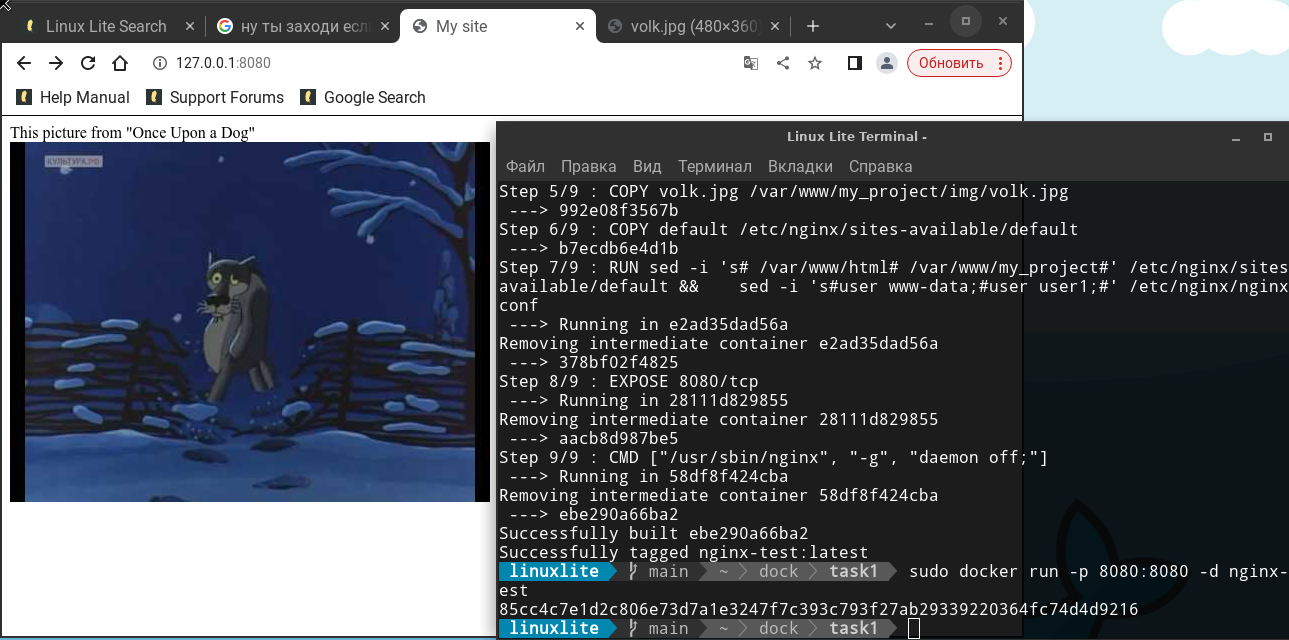 Linux Lite Search
ну ты заходи если
My site
volk.jpg (480×360)
127.0.0.1:8080
Обновить
Help Manual
Support Forums
Google Search
This picture from "Once Upon a Dog"
КУЛЬТУРА.РФ
Linux Lite Terminal -
Файл Правка Вид Терминал Вкладки Справка
Step 5/9 : COPY volk.jpg /var/www/my_project/img/volk.jpg
---> 992e08f3567b
Step 6/9 : COPY default /etc/nginx/sites-available/default
---> b7ecdb6e4d1b
Step 7/9 : RUN sed -i 's# /var/www/html# /var/www/my_project#' /etc/nginx/sites
available/default &&    sed -i 's#user www-data;#user user1;#' /etc/nginx/nginx
conf
---> Running in e2ad35dad56a
Removing intermediate container e2ad35dad56a
---> 378bf02f4825
Step 8/9 : EXPOSE 8080/tcp
---> Running in 28111d829855
Removing intermediate container 28111d829855
---> aacb8d987be5
Step 9/9 : CMD ["/usr/sbin/nginx", "-g", "daemon off;"]
---> Running in 58df8f424cba
Removing intermediate container 58df8f424cba
---> ebe290a66ba2
Successfully built ebe290a66ba2
Successfully tagged nginx-test:latest
linuxlite main ~ dock task1 sudo docker run -p 8080:8080 -d nginx-
est
85cc4c7e1d2c806e73d7a1e3247f7c393c793f27ab29339220364fc74d4d9216
linuxlite main ~ dock task1